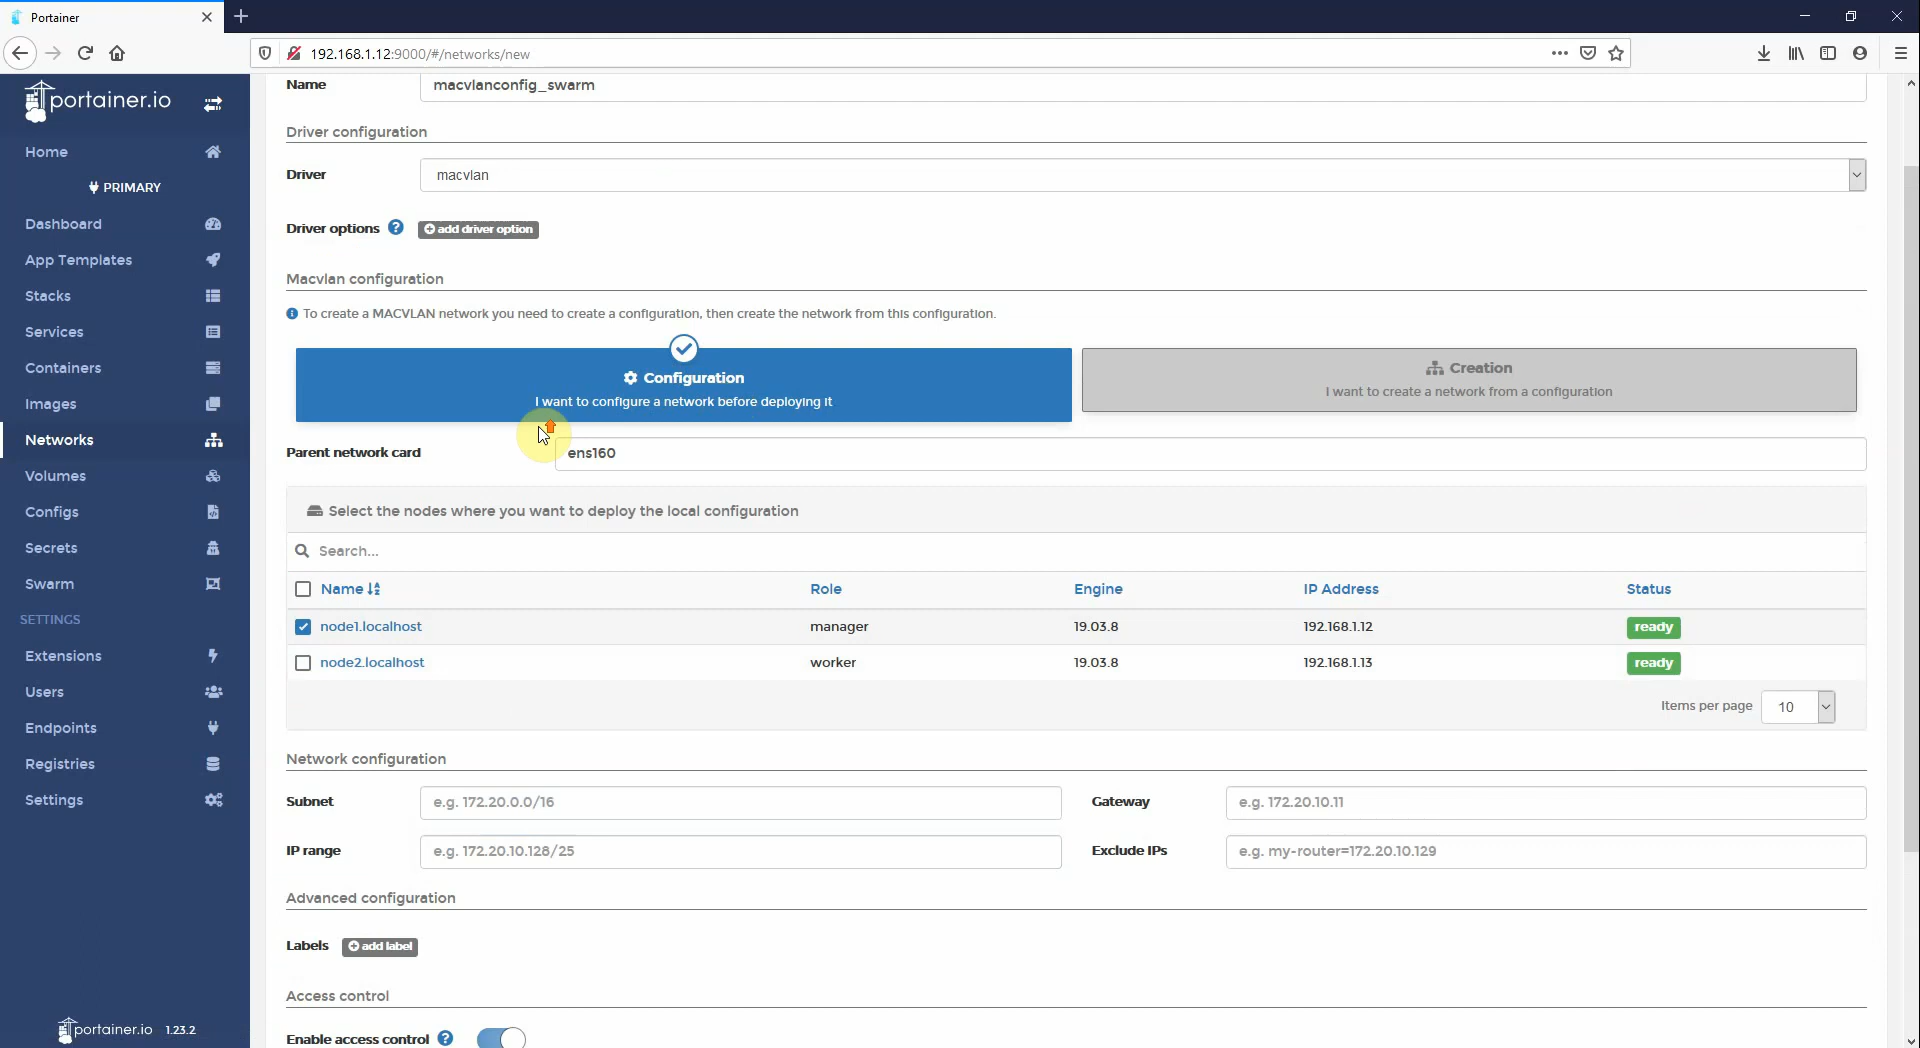 Portainer
192.168.1.12:9000/#/networks/new
portainer.io
Home
PRIMARY
Dashboard
App Templates
Stacks
Services
Containers
Images
Networks
Volumes
Configs
Secrets
Swarm
SETTINGS
Extensions
Users
Endpoints
Registries
Settings
portainer.io 1.23.2
Name macvlanconfig_swarm
Driver configuration
Driver macvlan
Driver options add driver option
Macvlan configuration
To create a MACVLAN network you need to create a configuration, then create the network from this configuration.
Configuration
I want to configure a network before deploying it
Creation
I want to create a network from a configuration
Parent network card ens160
Select the nodes where you want to deploy the local configuration
Search...
Name Role Engine IP Address Status
node1.localhost manager 19.03.8 192.168.1.12 ready
node2.localhost worker 19.03.8 192.168.1.13 ready
Items per page 10
Network configuration
Subnet e.g. 172.20.0.0/16 Gateway e.g. 172.20.10.11
IP range e.g. 172.20.10.128/25 Exclude IPs e.g. my-router=172.20.10.129
Advanced configuration
Labels add label
Access control
Enable access control